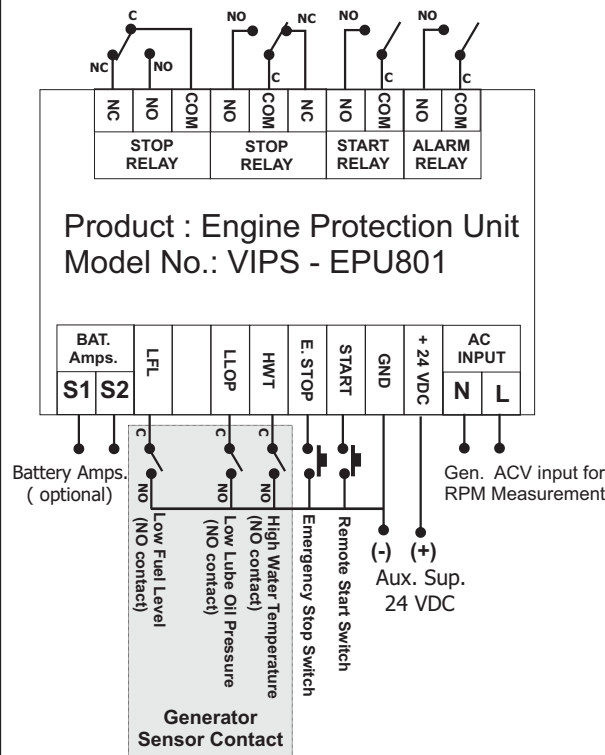 C NO NC NO NO
NC NO C C C
NC NO COM NO COM NC NO COM NO COM
STOP RELAY
STOP RELAY
START RELAY
ALARM RELAY
Product : Engine Protection Unit
Model No.: VIPS - EPU801
BAT. Amps.
S1 S2
LFL
LLOP
HWT
E. STOP
START
GND
+ 24 VDC
AC INPUT
N L
C C C
NO NO NO
Battery Amps.
( optional)
Low Fuel Level
(NO contact)
Low Lube Oil Pressure
(NO contact)
High Water Temperature
(NO contact)
Emergency Stop Switch
Remote Start Switch
(-) (+)
Aux. Sup.
24 VDC
Gen. ACV input for
RPM Measurement
Generator
Sensor Contact